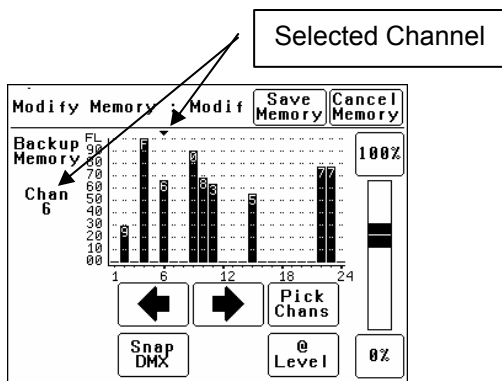 Selected Channel
Modify Memory : Modif
Save Memory
Cancel Memory
Backup Memory
Chan 6
FL
90
80
70
60
50
40
30
20
10
00
9
F
6
0
8
3
5
7
7
1
6
12
18
24
100%
Pick Chans
Snap DMX
@ Level
0%